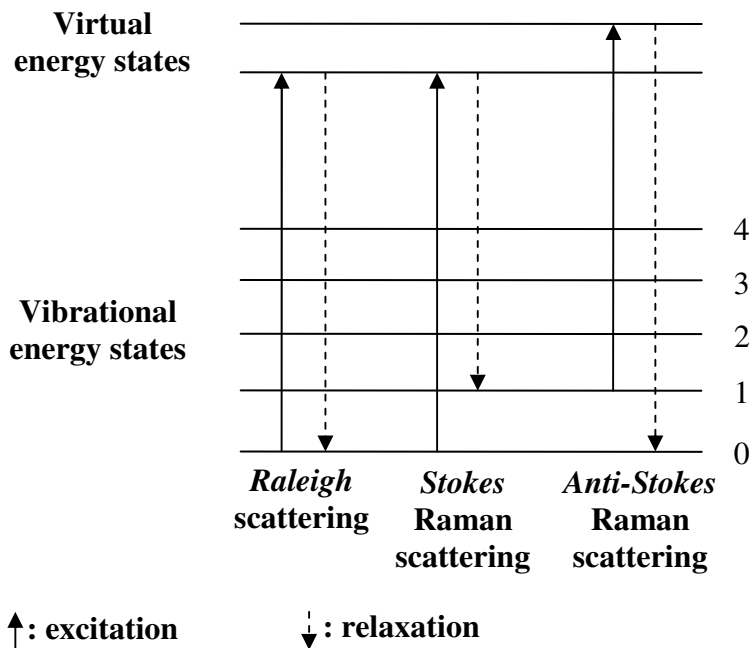 Virtual
energy states
4
3
Vibrational
energy states
2
1
0
Raleigh
scattering
Stokes
Raman
scattering
Anti-Stokes
Raman
scattering
: excitation
: relaxation